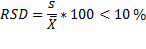 RSD = s/X̄ * 100 < 10 %